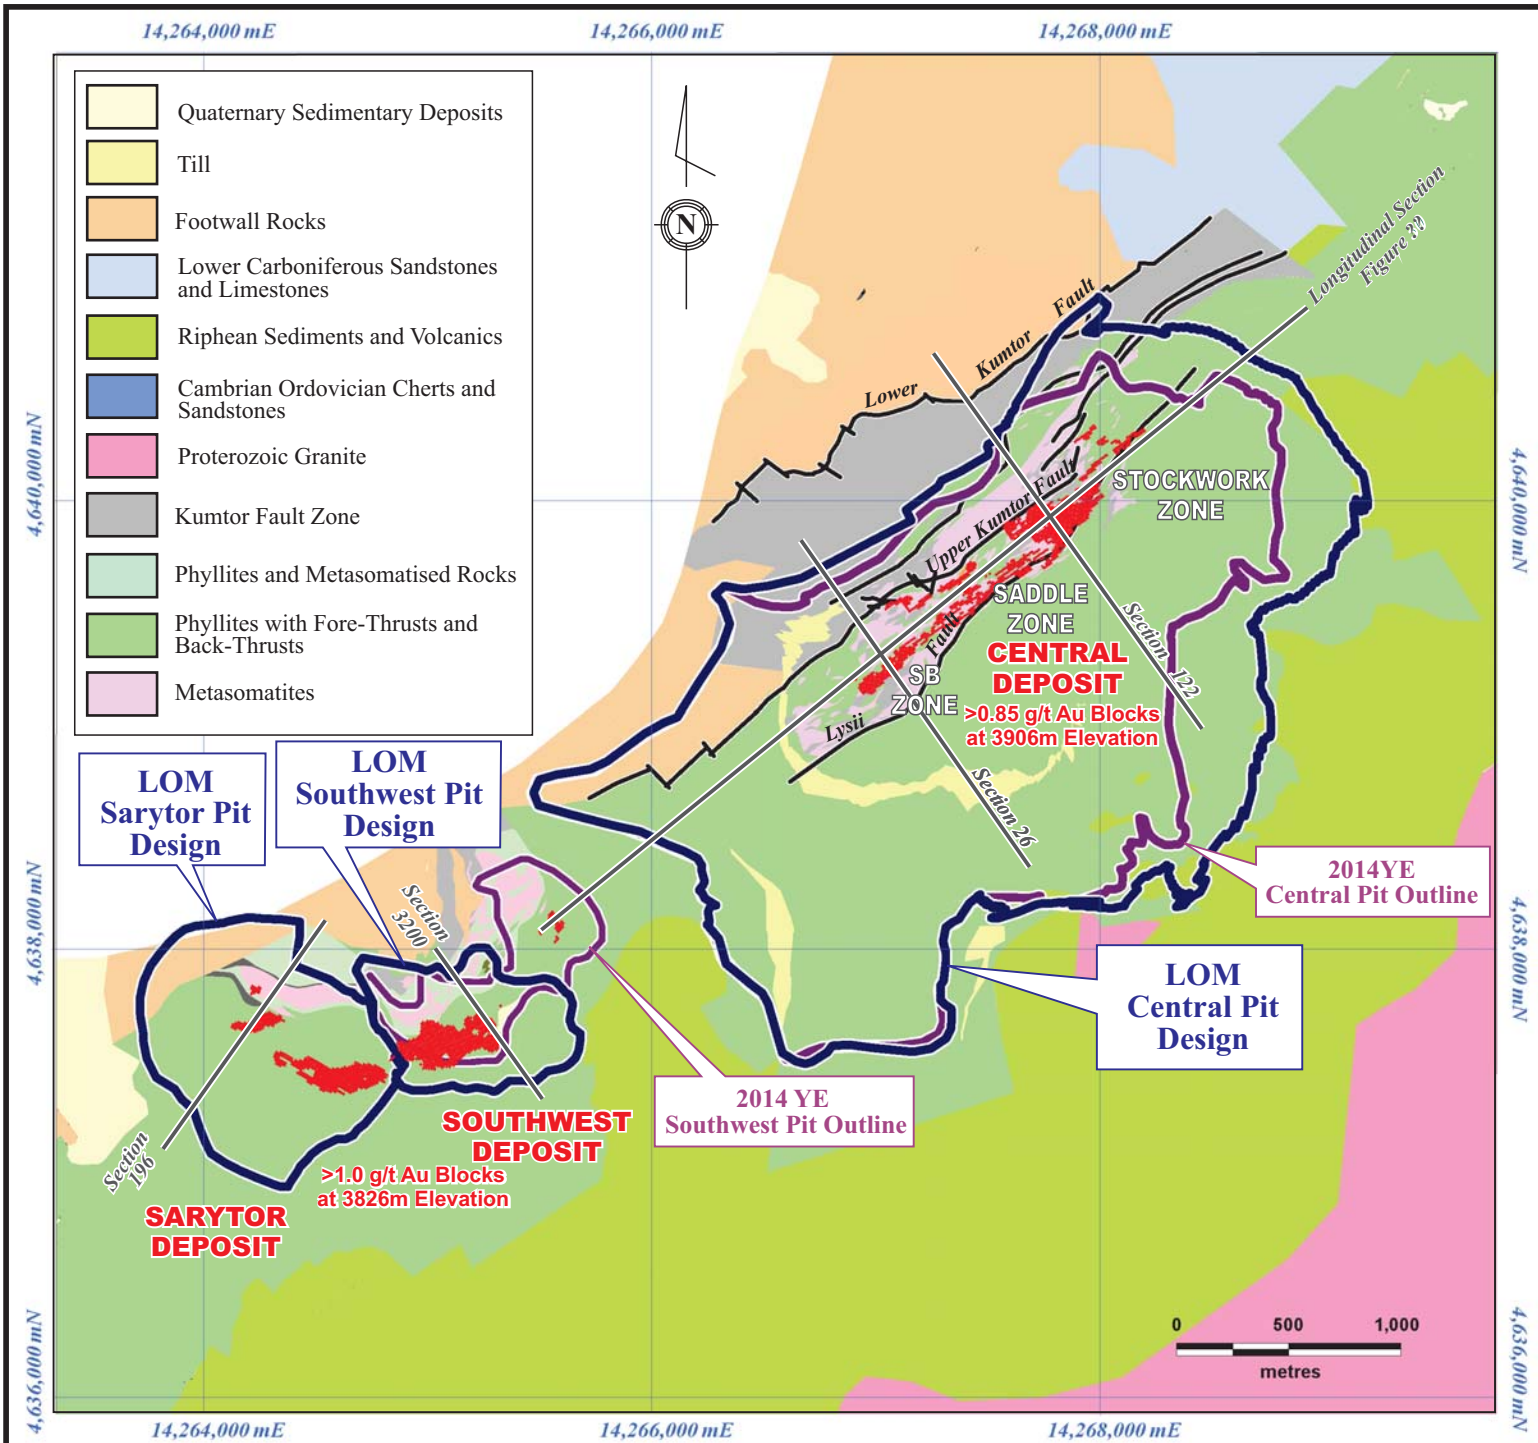 14,264,000 mE
14,266,000 mE
14,268,000 mE
Quaternary Sedimentary Deposits
Till
Footwall Rocks
Lower Carboniferous Sandstones
and Limestones
Riphean Sediments and Volcanics
Cambrian Ordovician Cherts and
Sandstones
Proterozoic Granite
Kumtor Fault Zone
Phyllites and Metasomatised Rocks
Phyllites with Fore-Thrusts and
Back-Thrusts
Metasomatites
N
Longitudinal Section
Figure ??
Lower Kumtor Fault
Upper Kumtor Fault
Lysii Fault
STOCKWORK
ZONE
SADDLE
ZONE
SB
ZONE
CENTRAL
DEPOSIT
>0.85 g/t Au Blocks
at 3906m Elevation
Section 122
Section 26
4,640,000 mN
4,640,000 mN
LOM
Sarytor Pit
Design
LOM
Southwest Pit
Design
Section
3200
2014YE
Central Pit Outline
LOM
Central Pit
Design
2014 YE
Southwest Pit Outline
4,638,000 mN
4,638,000 mN
SOUTHWEST
DEPOSIT
>1.0 g/t Au Blocks
at 3826m Elevation
Section
196
SARYTOR
DEPOSIT
0 500 1,000
metres
4,636,000 mN
4,636,000 mN
14,264,000 mE
14,266,000 mE
14,268,000 mE